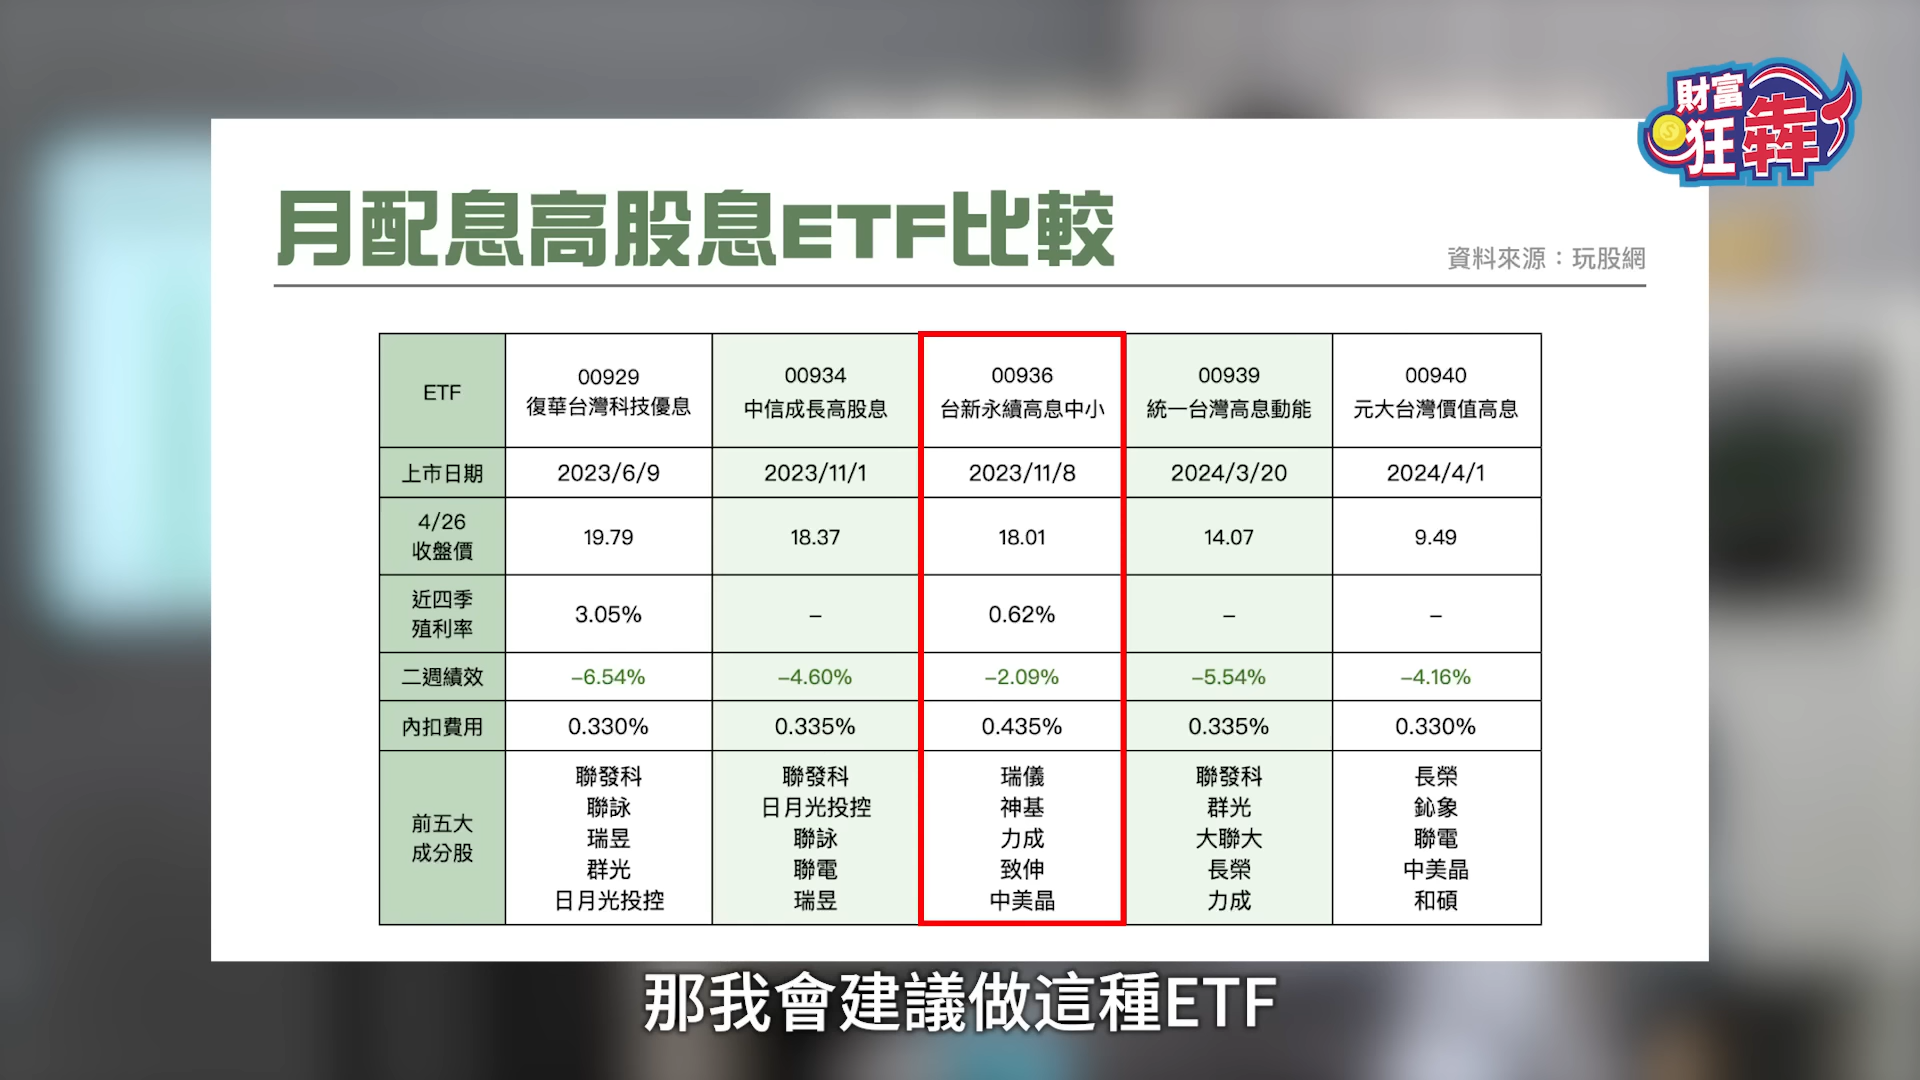 財富
狂犇
月配息高股息ETF比較
資料來源：玩股網
ETF
00929
復華台灣科技優息
00934
中信成長高股息
00936
台新永續高息中小
00939
統一台灣高息動能
00940
元大台灣價值高息
上市日期
2023/6/9
2023/11/1
2023/11/8
2024/3/20
2024/4/1
4/26
收盤價
19.79
18.37
18.01
14.07
9.49
近四季
殖利率
3.05%
–
0.62%
–
–
二週績效
–6.54%
–4.60%
–2.09%
–5.54%
–4.16%
內扣費用
0.330%
0.335%
0.435%
0.335%
0.330%
前五大
成分股
聯發科
聯詠
瑞昱
群光
日月光投控
聯發科
日月光投控
聯詠
聯電
瑞昱
瑞儀
神基
力成
致伸
中美晶
聯發科
群光
大聯大
長榮
力成
長榮
鈊象
聯電
中美晶
和碩
那我會建議做這種ETF